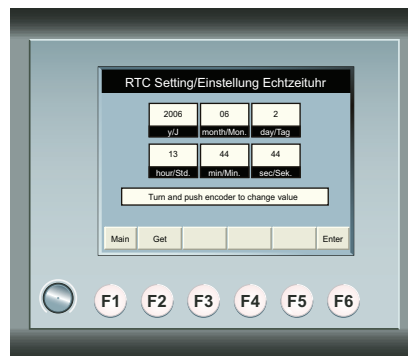 RTC Setting/Einstellung Echtzeituhr
2006 06 2
y/J month/Mon. day/Tag
13 44 44
hour/Std. min/Min. sec/Sek.
Turn and push encoder to change value
Main Get Enter
F1 F2 F3 F4 F5 F6